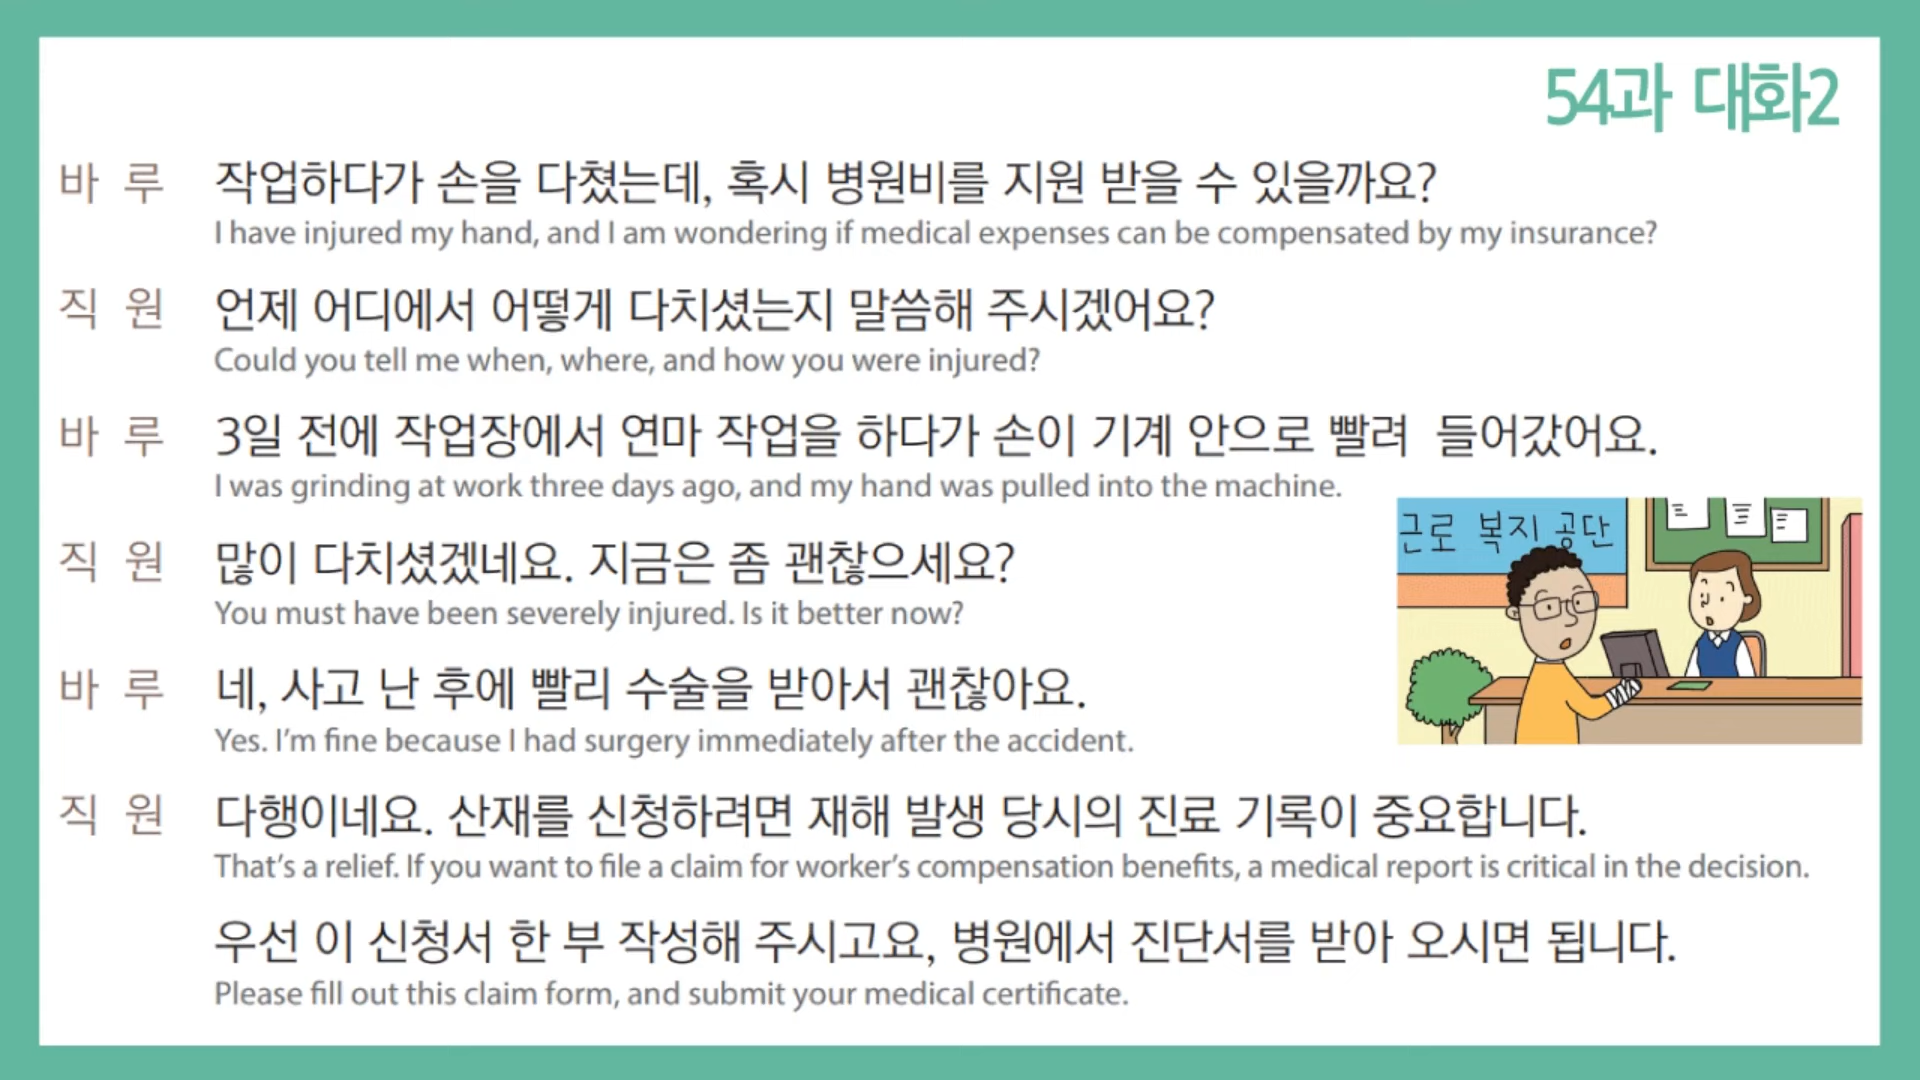 54과 대화2
바 루 작업하다가 손을 다쳤는데, 혹시 병원비를 지원 받을 수 있을까요?
I have injured my hand, and I am wondering if medical expenses can be compensated by my insurance?
직 원 언제 어디에서 어떻게 다치셨는지 말씀해 주시겠어요?
Could you tell me when, where, and how you were injured?
바 루 3일 전에 작업장에서 연마 작업을 하다가 손이 기계 안으로 빨려 들어갔어요.
I was grinding at work three days ago, and my hand was pulled into the machine.
근로 복지 공단
직 원 많이 다치셨겠네요. 지금은 좀 괜찮으세요?
You must have been severely injured. Is it better now?
바 루 네, 사고 난 후에 빨리 수술을 받아서 괜찮아요.
Yes. I'm fine because I had surgery immediately after the accident.
직 원 다행이네요. 산재를 신청하려면 재해 발생 당시의 진료 기록이 중요합니다.
That's a relief. If you want to file a claim for worker's compensation benefits, a medical report is critical in the decision.
우선 이 신청서 한 부 작성해 주시고요, 병원에서 진단서를 받아 오시면 됩니다.
Please fill out this claim form, and submit your medical certificate.